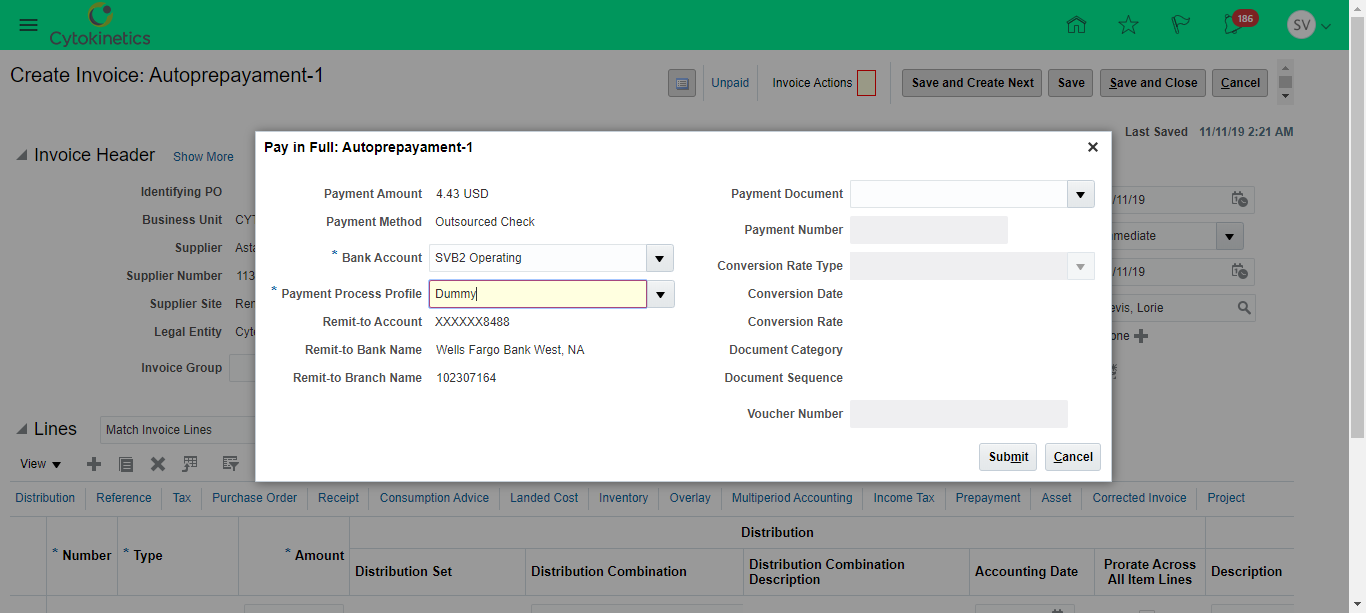 Cytokinetics
186
SV
Create Invoice: Autoprepayament-1
Unpaid
Invoice Actions
Save and Create Next
Save
Save and Close
Cancel
Last Saved 11/11/19 2:21 AM
Invoice Header Show More
Identifying PO
Business Unit CYT
Supplier Asta
Supplier Number 113
Supplier Site Ren
Legal Entity Cyt
Invoice Group
/11/19
mediate
/11/19
evis, Lorie
one
Pay in Full: Autoprepayament-1
Payment Amount 4.43 USD
Payment Method Outsourced Check
* Bank Account SVB2 Operating
* Payment Process Profile Dummy
Remit-to Account XXXXXX8488
Remit-to Bank Name Wells Fargo Bank West, NA
Remit-to Branch Name 102307164
Payment Document
Payment Number
Conversion Rate Type
Conversion Date
Conversion Rate
Document Category
Document Sequence
Voucher Number
Submit
Cancel
Lines Match Invoice Lines
View
Distribution Reference Tax Purchase Order Receipt Consumption Advice Landed Cost Inventory Overlay Multiperiod Accounting Income Tax Prepayment Asset Corrected Invoice Project
Distribution
* Number * Type * Amount
Distribution Set
Distribution Combination
Distribution Combination
Description
Accounting Date
Prorate Across
All Item Lines
Description